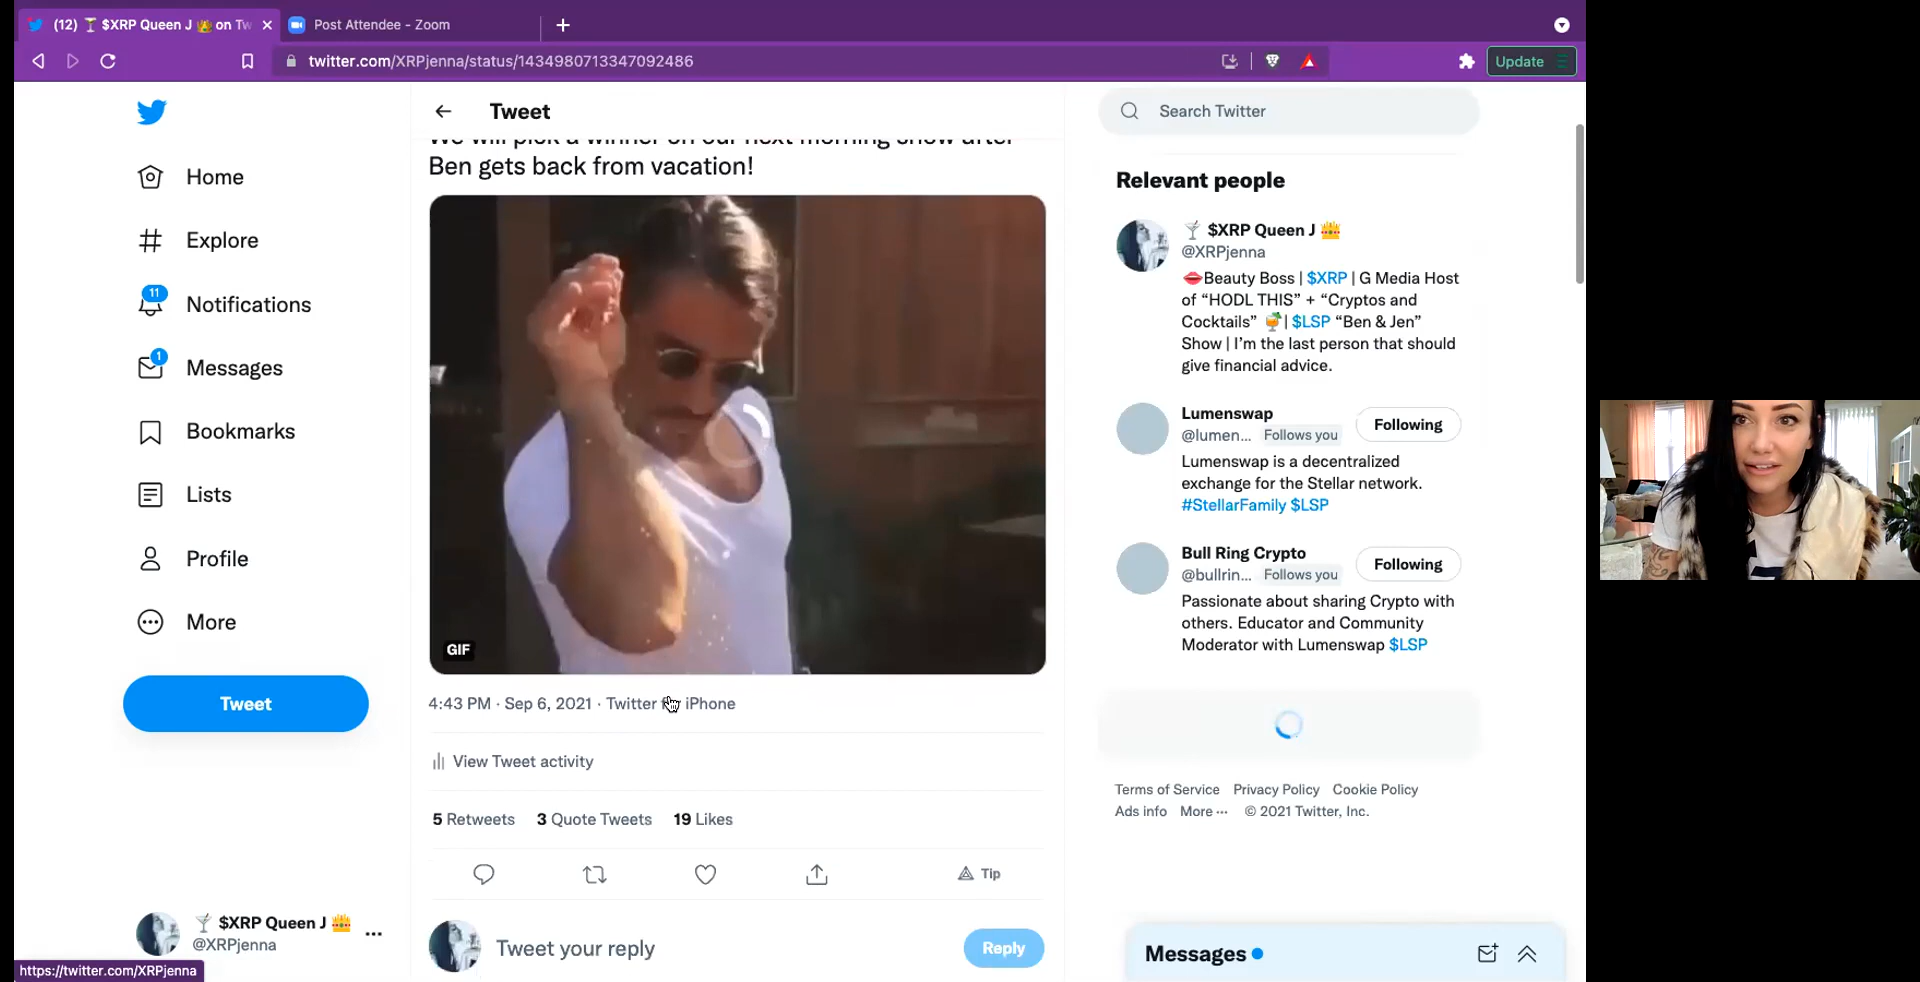 (12) 🍸 $XRP Queen J 👑 on Tw
Post Attendee - Zoom
twitter.com/XRPjenna/status/1434980713347092486
Update
Home
Explore
11
Notifications
1
Messages
Bookmarks
Lists
Profile
More
Tweet
🍸 $XRP Queen J 👑
@XRPjenna
https://twitter.com/XRPjenna
Tweet
We will pick a winner on our next morning show after
Ben gets back from vacation!
GIF
4:43 PM · Sep 6, 2021 · Twitter for iPhone
View Tweet activity
5 Retweets 3 Quote Tweets 19 Likes
Tip
Tweet your reply
Reply
Search Twitter
Relevant people
🍸 $XRP Queen J 👑
@XRPjenna
👄Beauty Boss | $XRP | G Media Host
of “HODL THIS” + “Cryptos and
Cocktails” 🍹| $LSP “Ben & Jen”
Show | I’m the last person that should
give financial advice.
Lumenswap
@lumen... Follows you
Following
Lumenswap is a decentralized
exchange for the Stellar network.
#StellarFamily $LSP
Bull Ring Crypto
@bullrin... Follows you
Following
Passionate about sharing Crypto with
others. Educator and Community
Moderator with Lumenswap $LSP
Terms of Service Privacy Policy Cookie Policy
Ads info More ··· © 2021 Twitter, Inc.
Messages